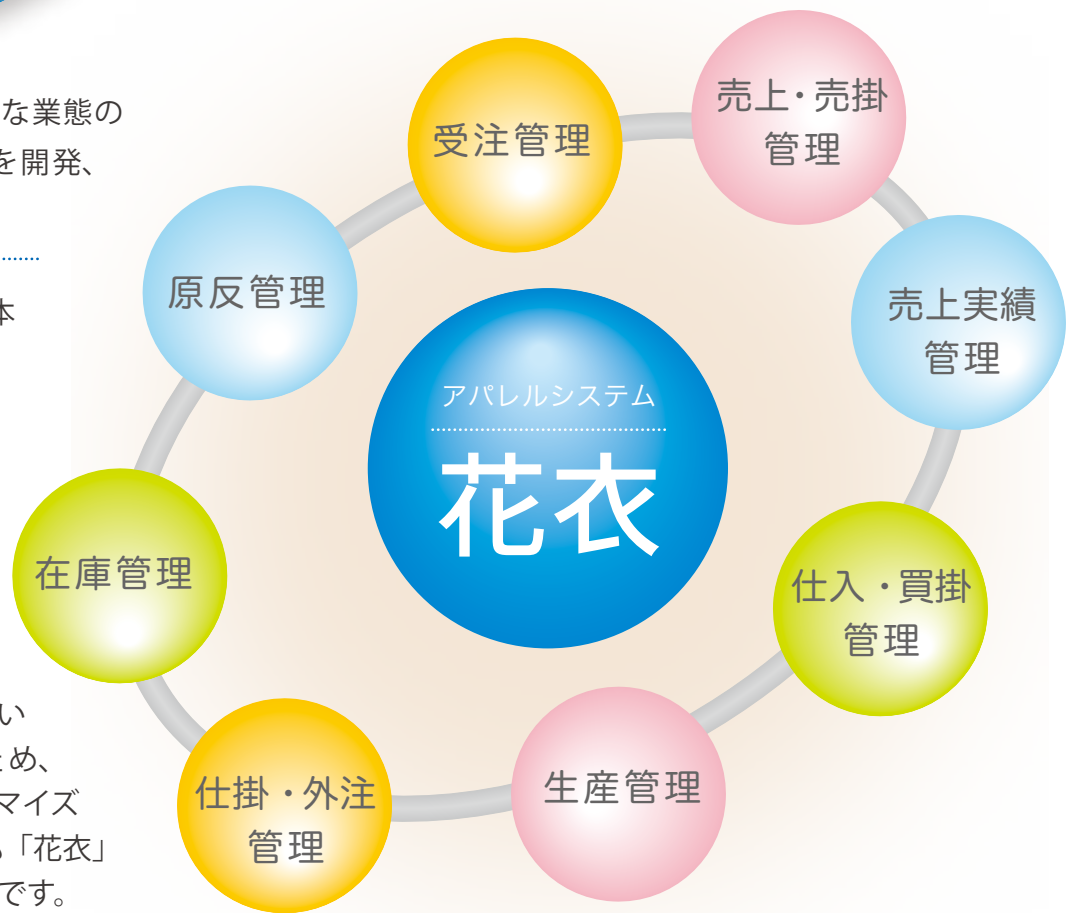 な業態の
を開発、
本
い
ため、
マイズ
「花衣」
です。
受注管理
売上・売掛
管理
原反管理
売上実績
管理
アパレルシステム
花衣
在庫管理
仕入・買掛
管理
仕掛・外注
管理
生産管理